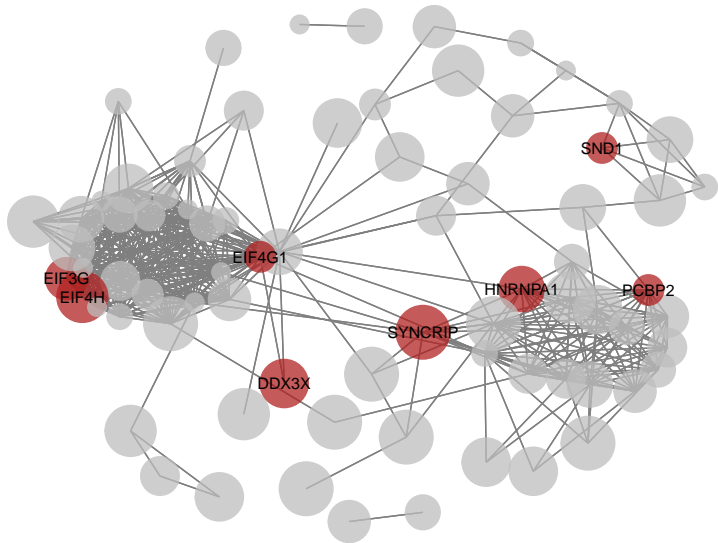 SND1
EIF4G1
EIF3G
EIF4H
HNRNPA1
PCBP2
SYNCRIP
DDX3X